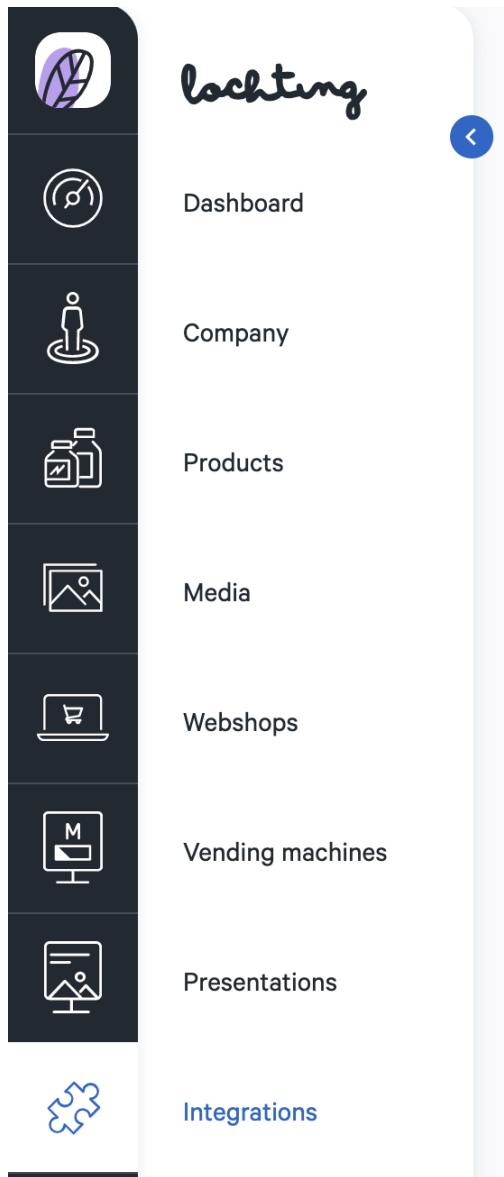 lochting
Dashboard
Company
Products
Media
Webshops
M
Vending machines
Presentations
Integrations